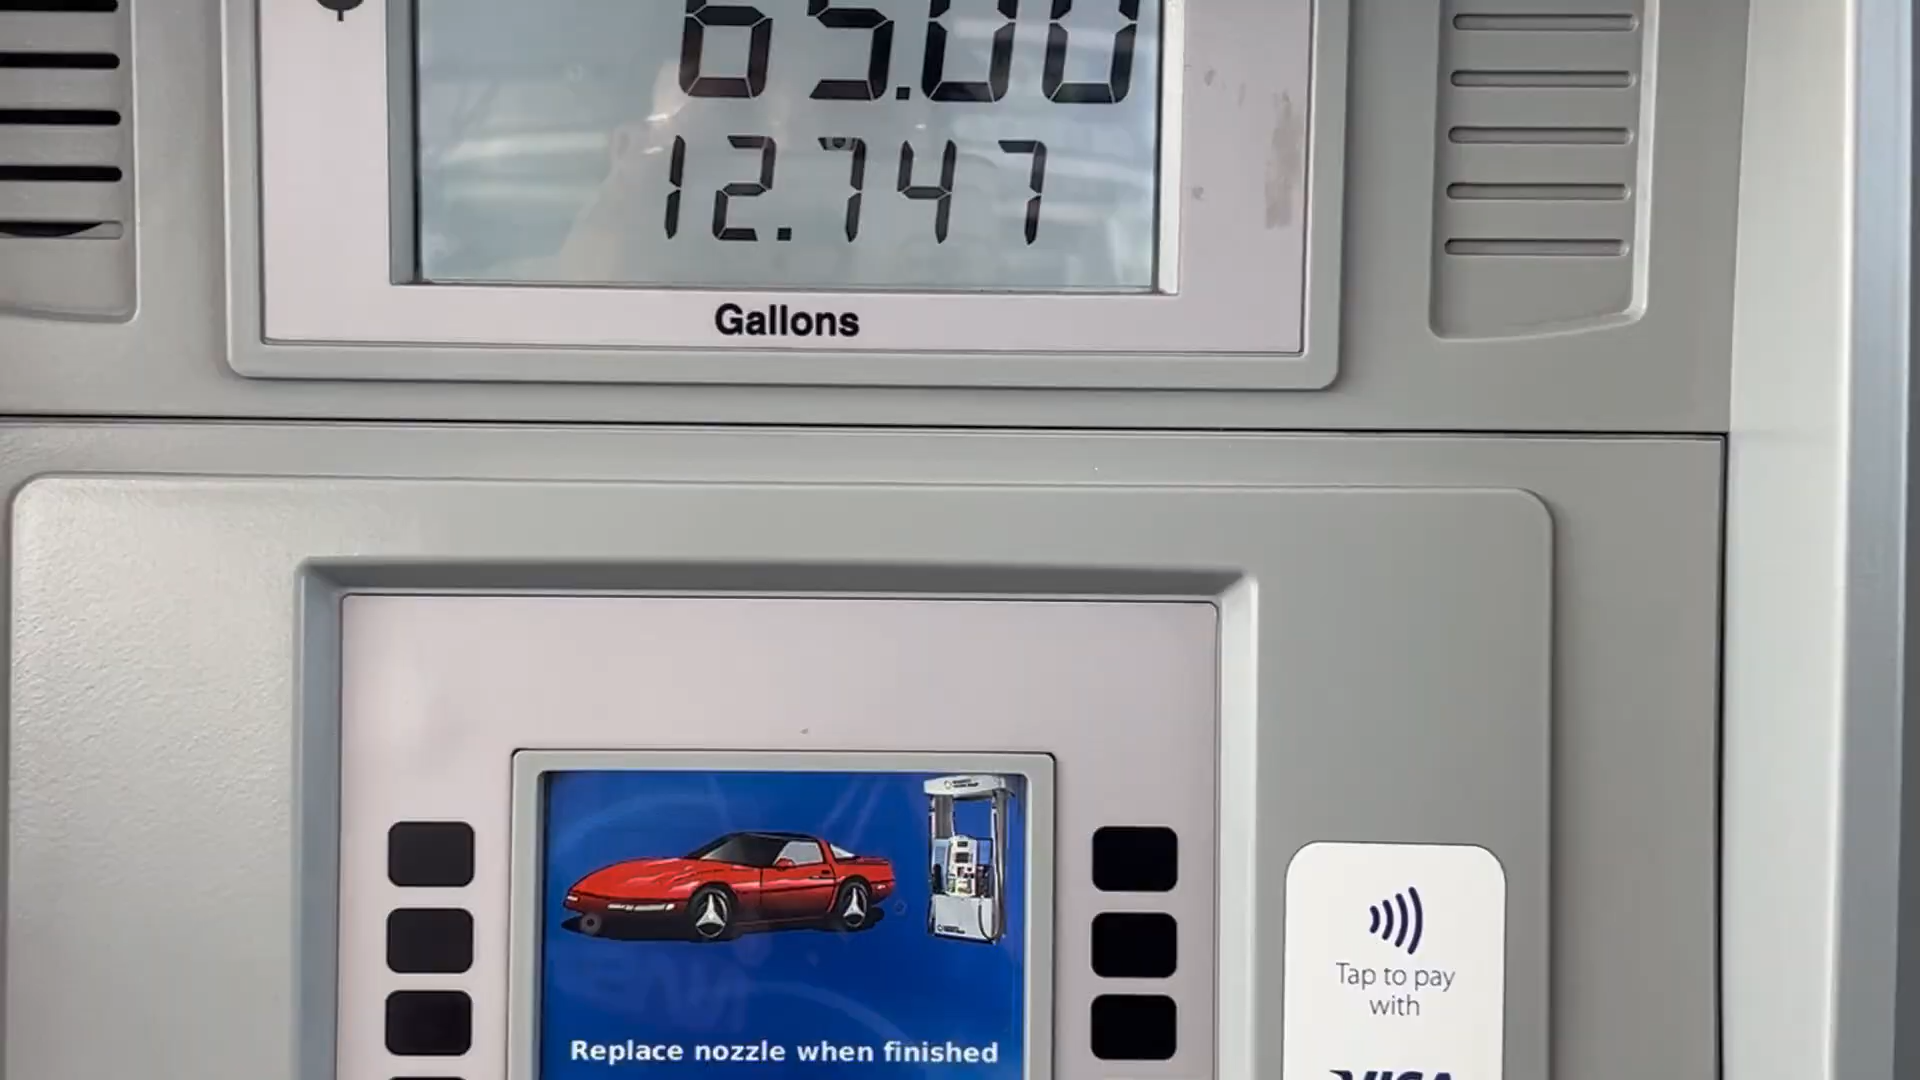 65.00
12.747
Gallons
Replace nozzle when finished
Tap to pay
with
VISA